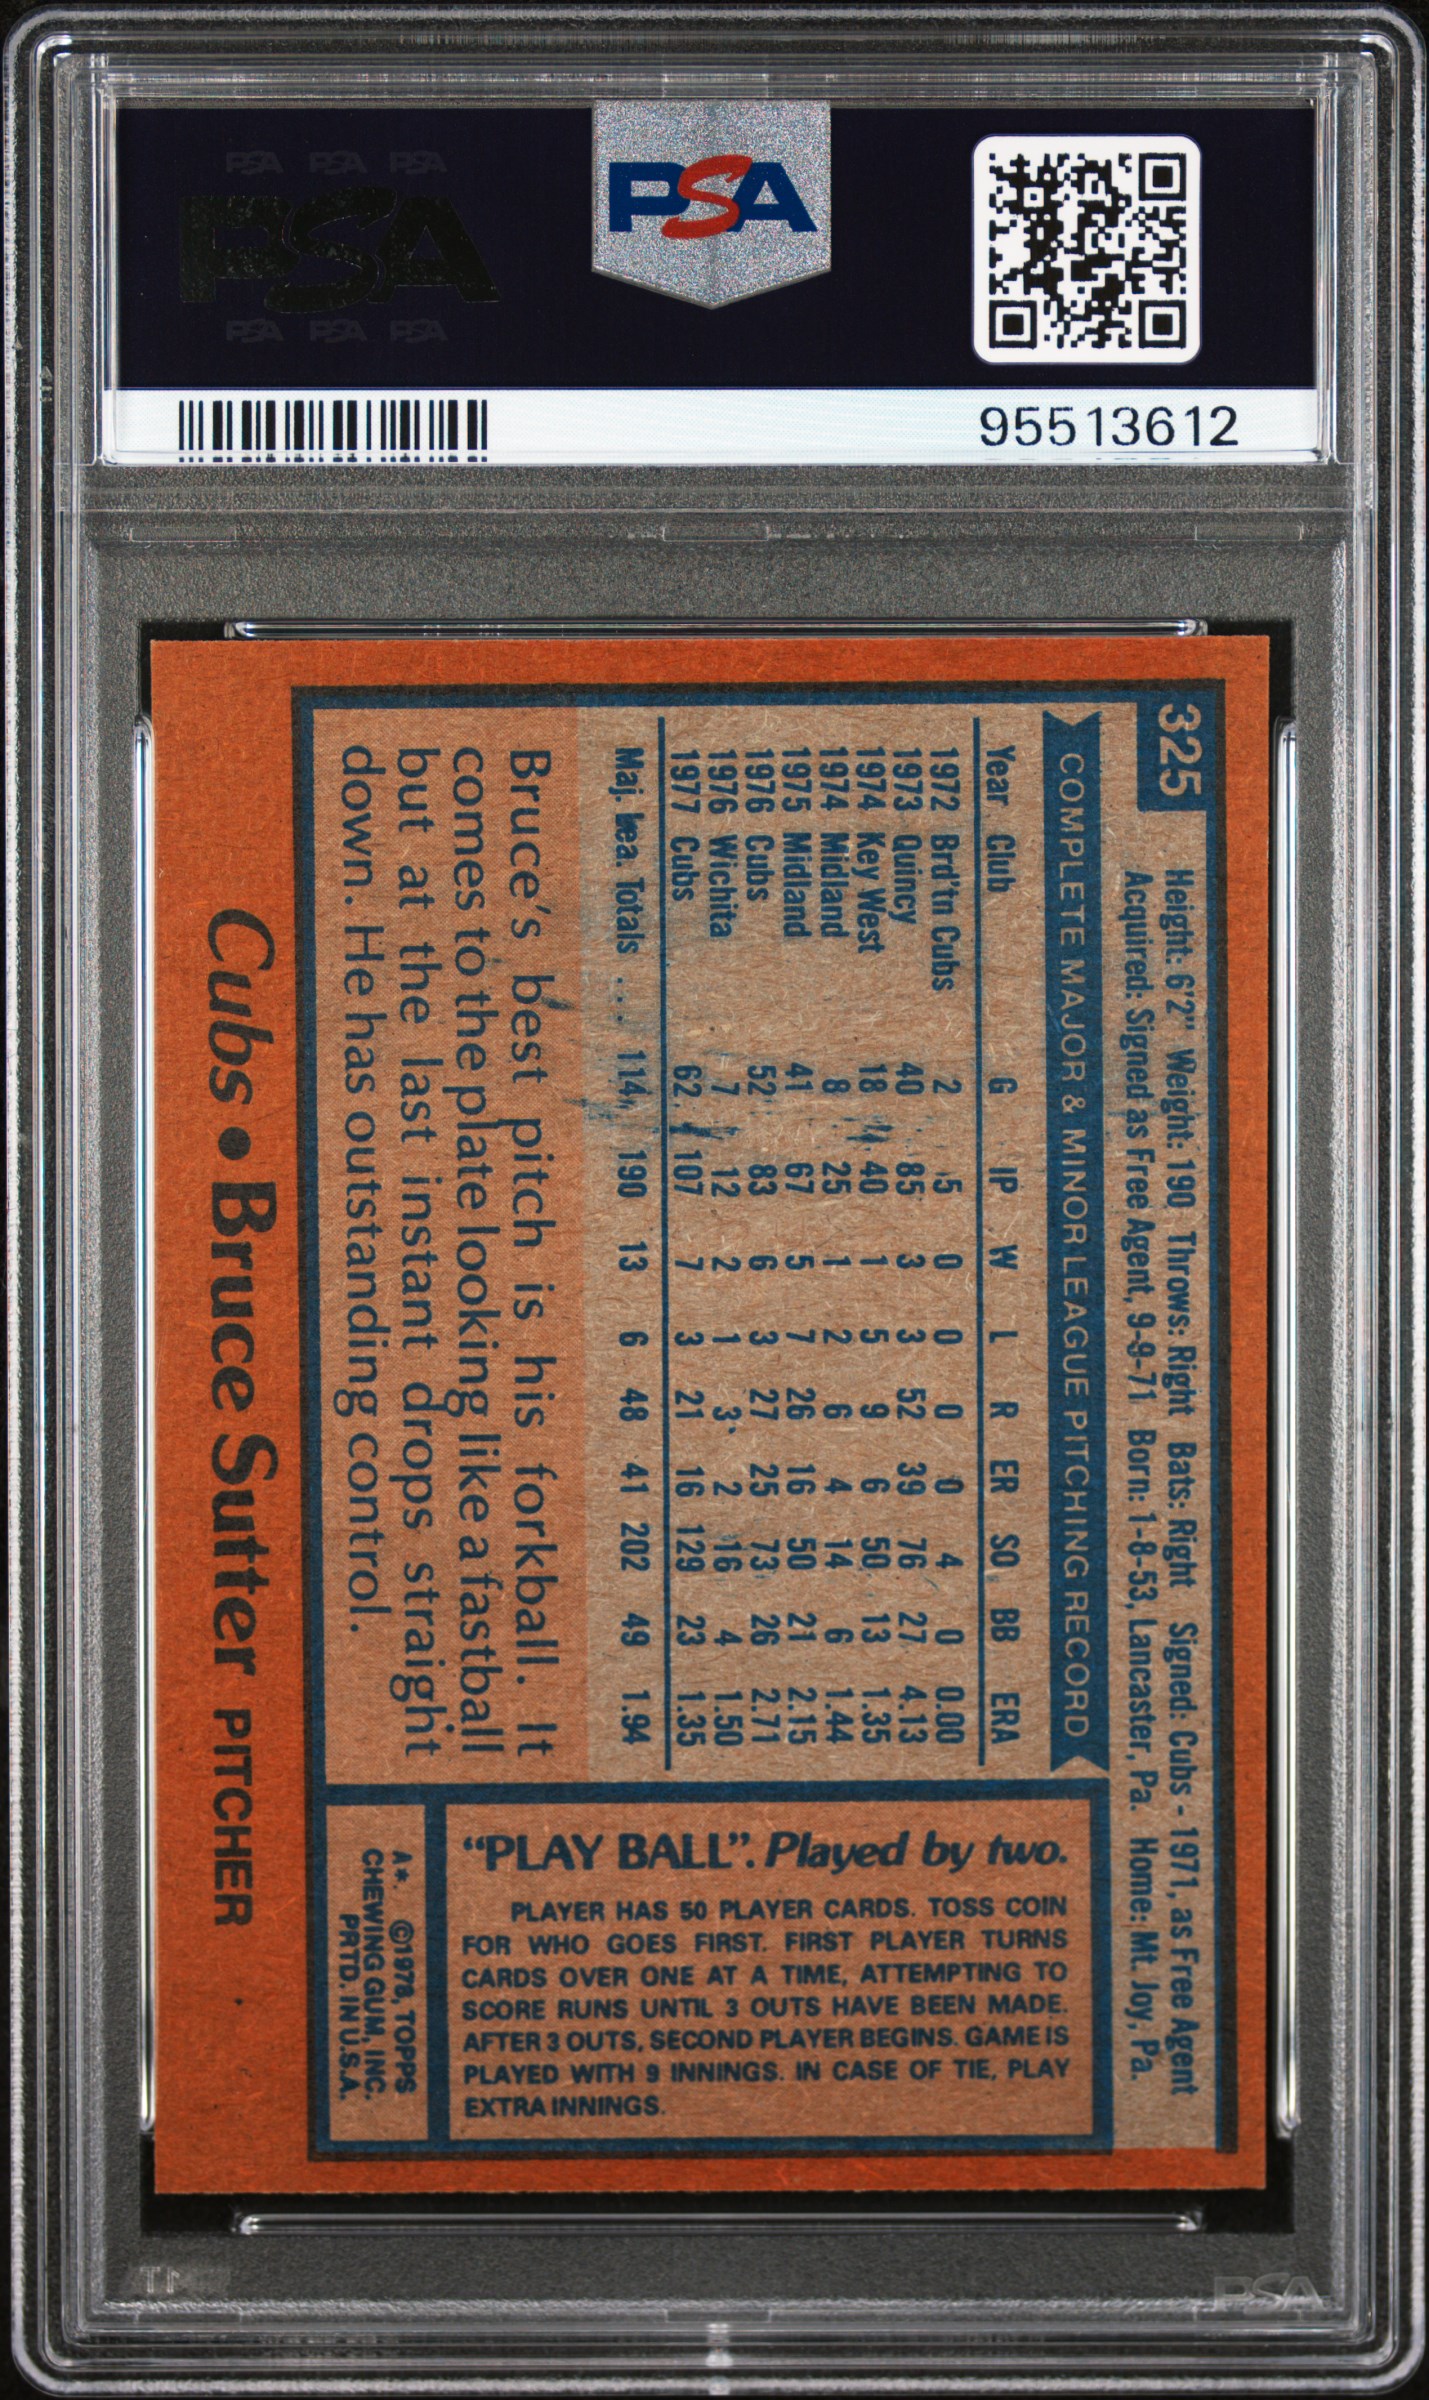 PSA PSA PSA
PSA
PSA PSA PSA
PSA
95513612
325
Height: 6'2" Weight: 190 Throws: Right Bats: Right Signed: Cubs - 1971, as Free Agent
Acquired: Signed as Free Agent, 9-9-71 Born: 1-8-53, Lancaster, Pa. Home: Mt. Joy, Pa.
COMPLETE MAJOR & MINOR LEAGUE PITCHING RECORD
Year Club G IP W L R ER SO BB ERA
1972 Brd'tn Cubs 2 5 0 0 0 0 4 0 0.00
1973 Quincy 40 85 3 3 52 39 76 27 4.13
1974 Key West 18 40 1 5 9 6 50 13 1.35
1974 Midland 8 25 1 2 6 4 14 6 1.44
1975 Midland 41 67 5 7 26 16 50 21 2.15
1976 Cubs 52 83 6 3 27 25 73 26 2.71
1976 Wichita 7 12 2 1 3 2 16 4 1.50
1977 Cubs 62 107 7 3 21 16 129 23 1.35
Maj. Lea. Totals . . . 114 190 13 6 48 41 202 49 1.94
Bruce's best pitch is his forkball. It
comes to the plate looking like a fastball
but at the last instant drops straight
down. He has outstanding control.
"PLAY BALL". Played by two.
PLAYER HAS 50 PLAYER CARDS. TOSS COIN
FOR WHO GOES FIRST. FIRST PLAYER TURNS
CARDS OVER ONE AT A TIME, ATTEMPTING TO
SCORE RUNS UNTIL 3 OUTS HAVE BEEN MADE.
AFTER 3 OUTS, SECOND PLAYER BEGINS. GAME IS
PLAYED WITH 9 INNINGS. IN CASE OF TIE, PLAY
EXTRA INNINGS.
A*. ©1978, TOPPS
CHEWING GUM, INC.
PRTD. IN U.S.A.
Cubs • Bruce Sutter PITCHER
PSA